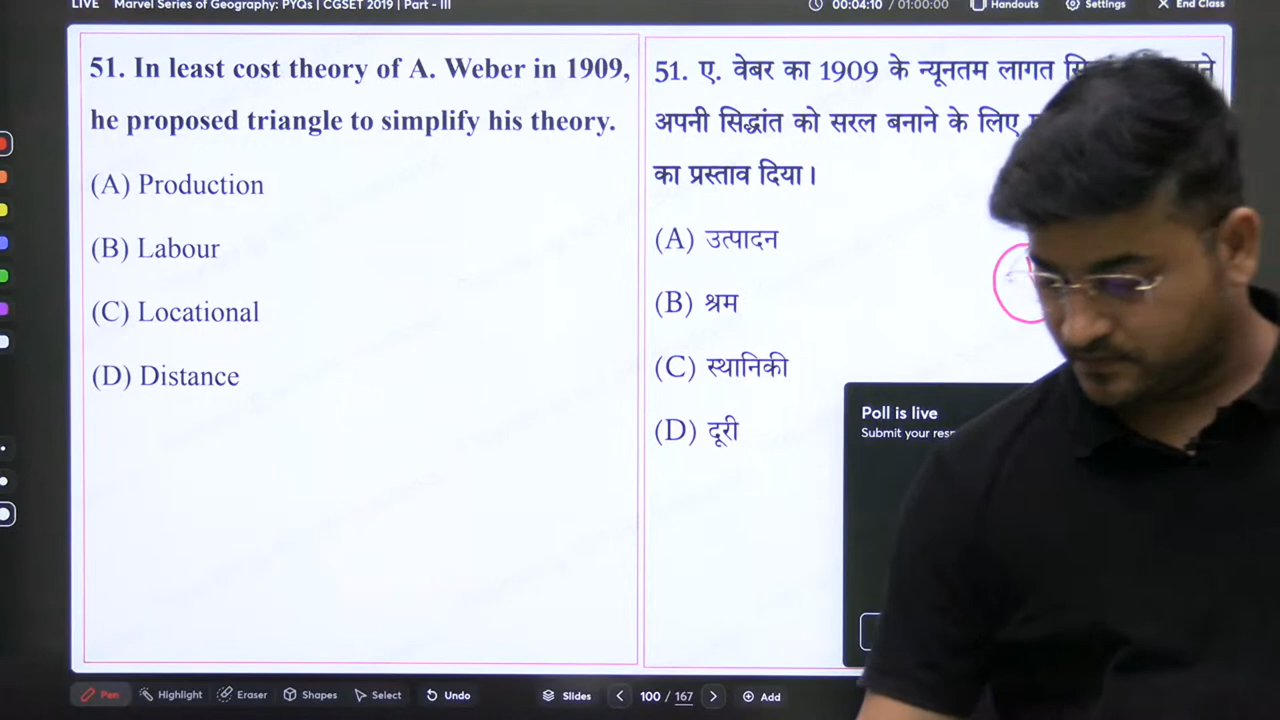 LIVE Marvel Series of Geography: PYQs | CGSET 2019 | Part - III
00:04:10 / 01:00:00 Handouts Settings End Class
51. In least cost theory of A. Weber in 1909,
he proposed triangle to simplify his theory.
(A) Production
(B) Labour
(C) Locational
(D) Distance
51. ए. वेबर का 1909 के न्यूनतम लागत
अपनी सिद्धांत को सरल बनाने के लिए
का प्रस्ताव दिया।
(A) उत्पादन
(B) श्रम
(C) स्थानिकी
(D) दूरी
Poll is live
Submit your
Pen Highlight Eraser Shapes Select Undo Slides 100 / 167 Add